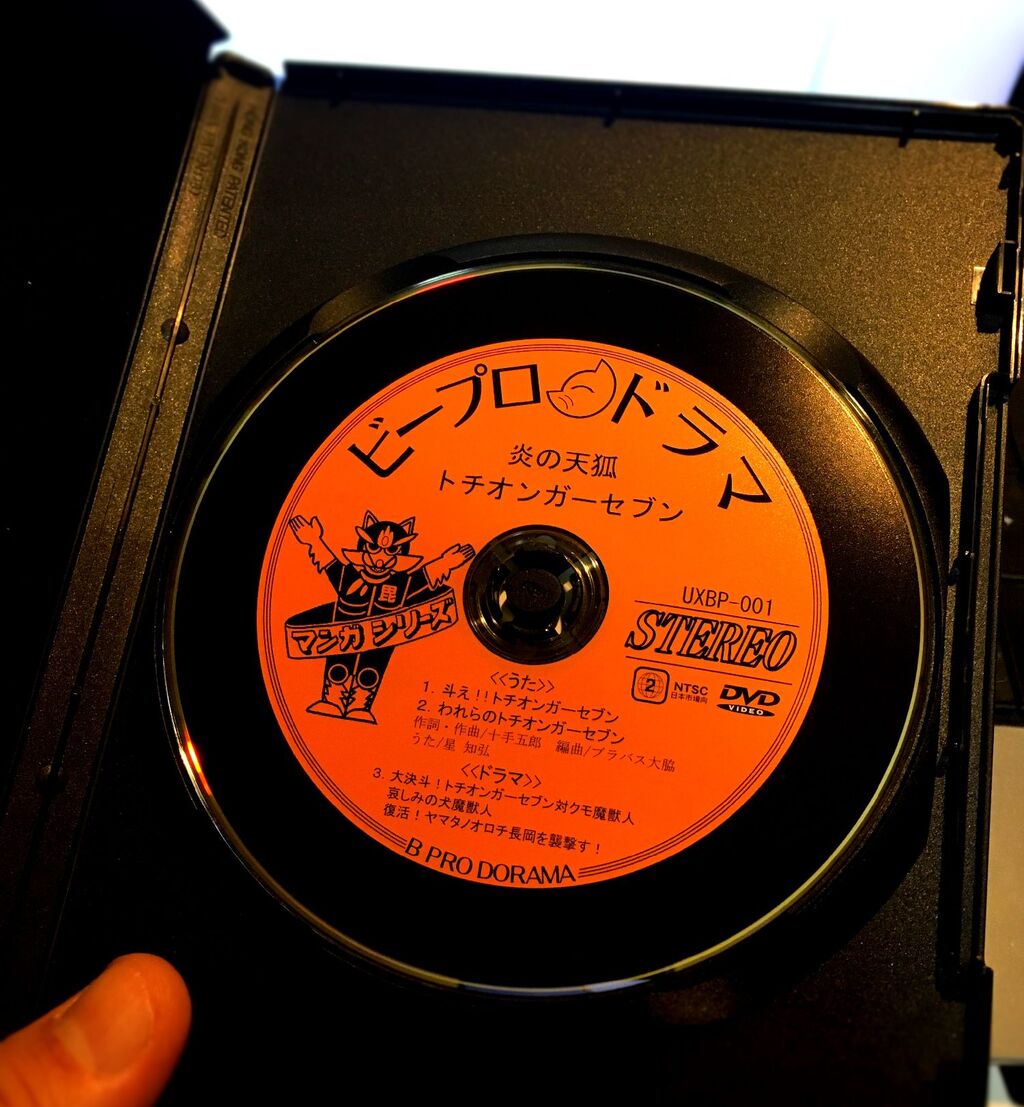 HONG KONG PATENTED
ビープロ ドラマ
炎の天狐
トチオンガーセブン
毘
マンガ シリーズ
UXBP-001
STEREO
2
NTSC
日本市場向
DVD
VIDEO
≪うた≫
1. 斗え!!トチオンガーセブン
2. われらのトチオンガーセブン
作詞・作曲/十手五郎 編曲/ブラバス大脇
うた/星 知弘
≪ドラマ≫
3. 大決斗!トチオンガーセブン対クモ魔獣人
哀しみの犬魔獣人
復活!ヤマタノオロチ長岡を襲撃す!
B PRO DORAMA